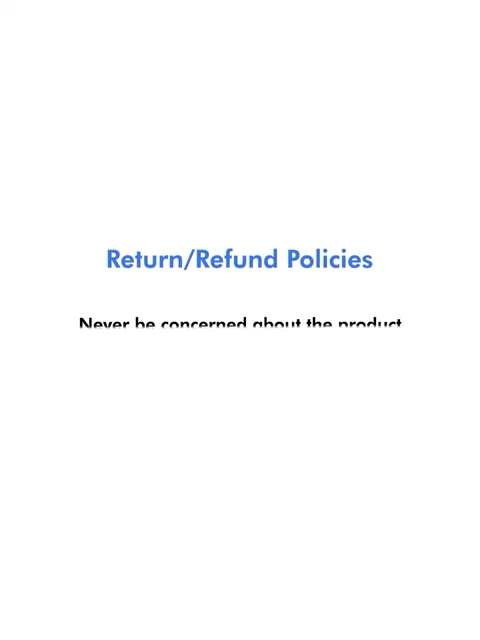 Return/Refund Policies
Never be concerned about the product